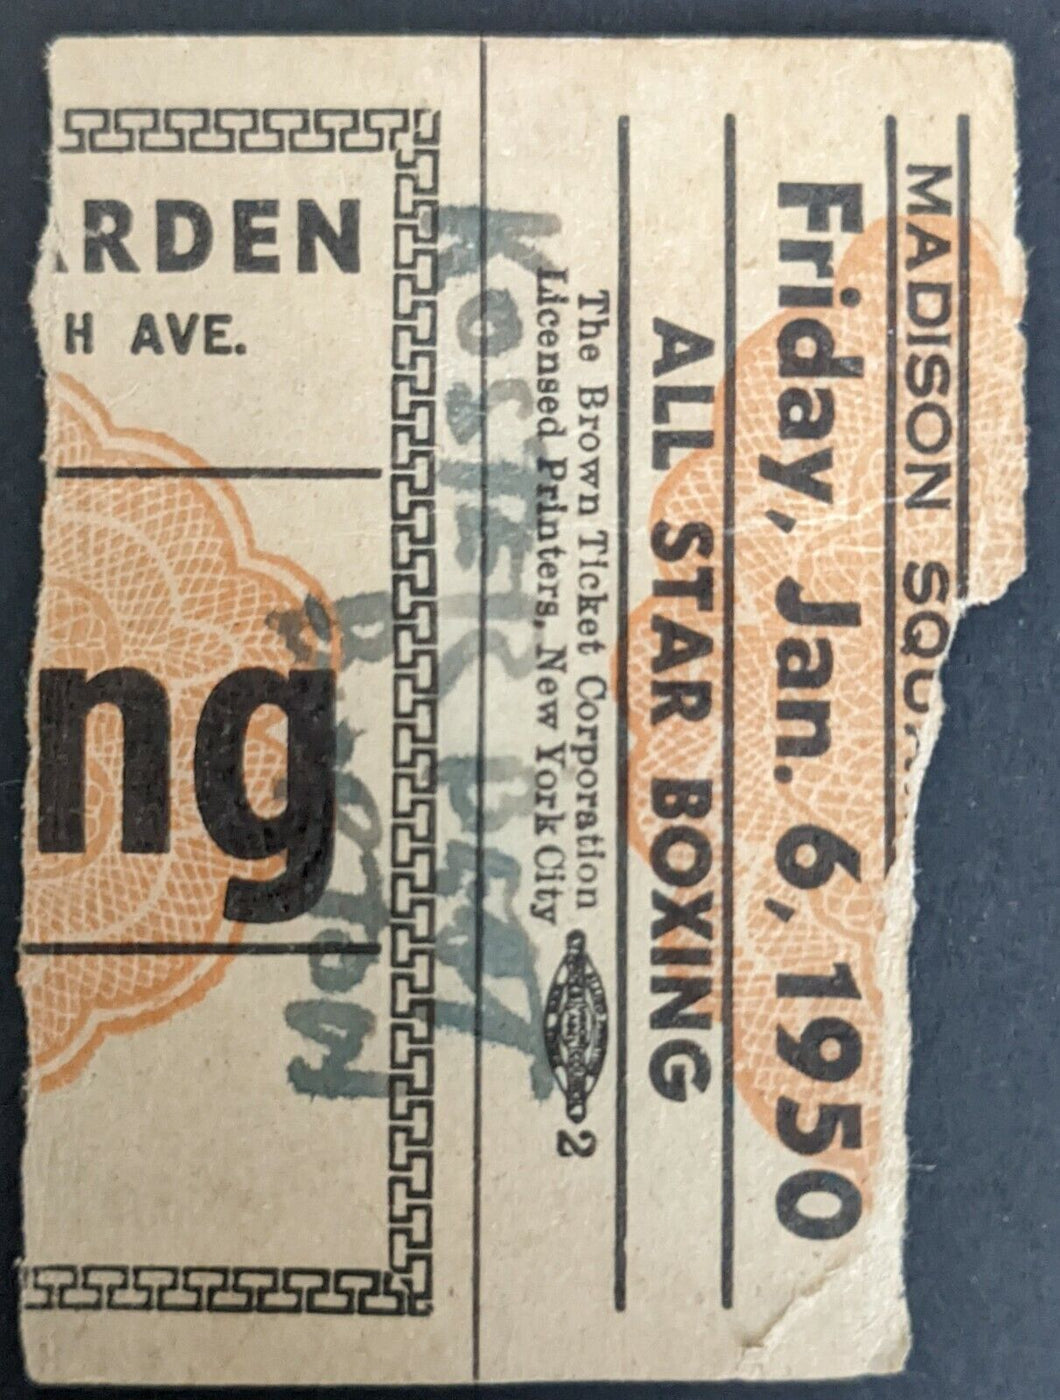 ARDEN
H AVE.
ng
MADISON SQUA
Friday, Jan. 6, 1950
ALL STAR BOXING
The Brown Ticket Corporation
Licensed Printers, New York City
2